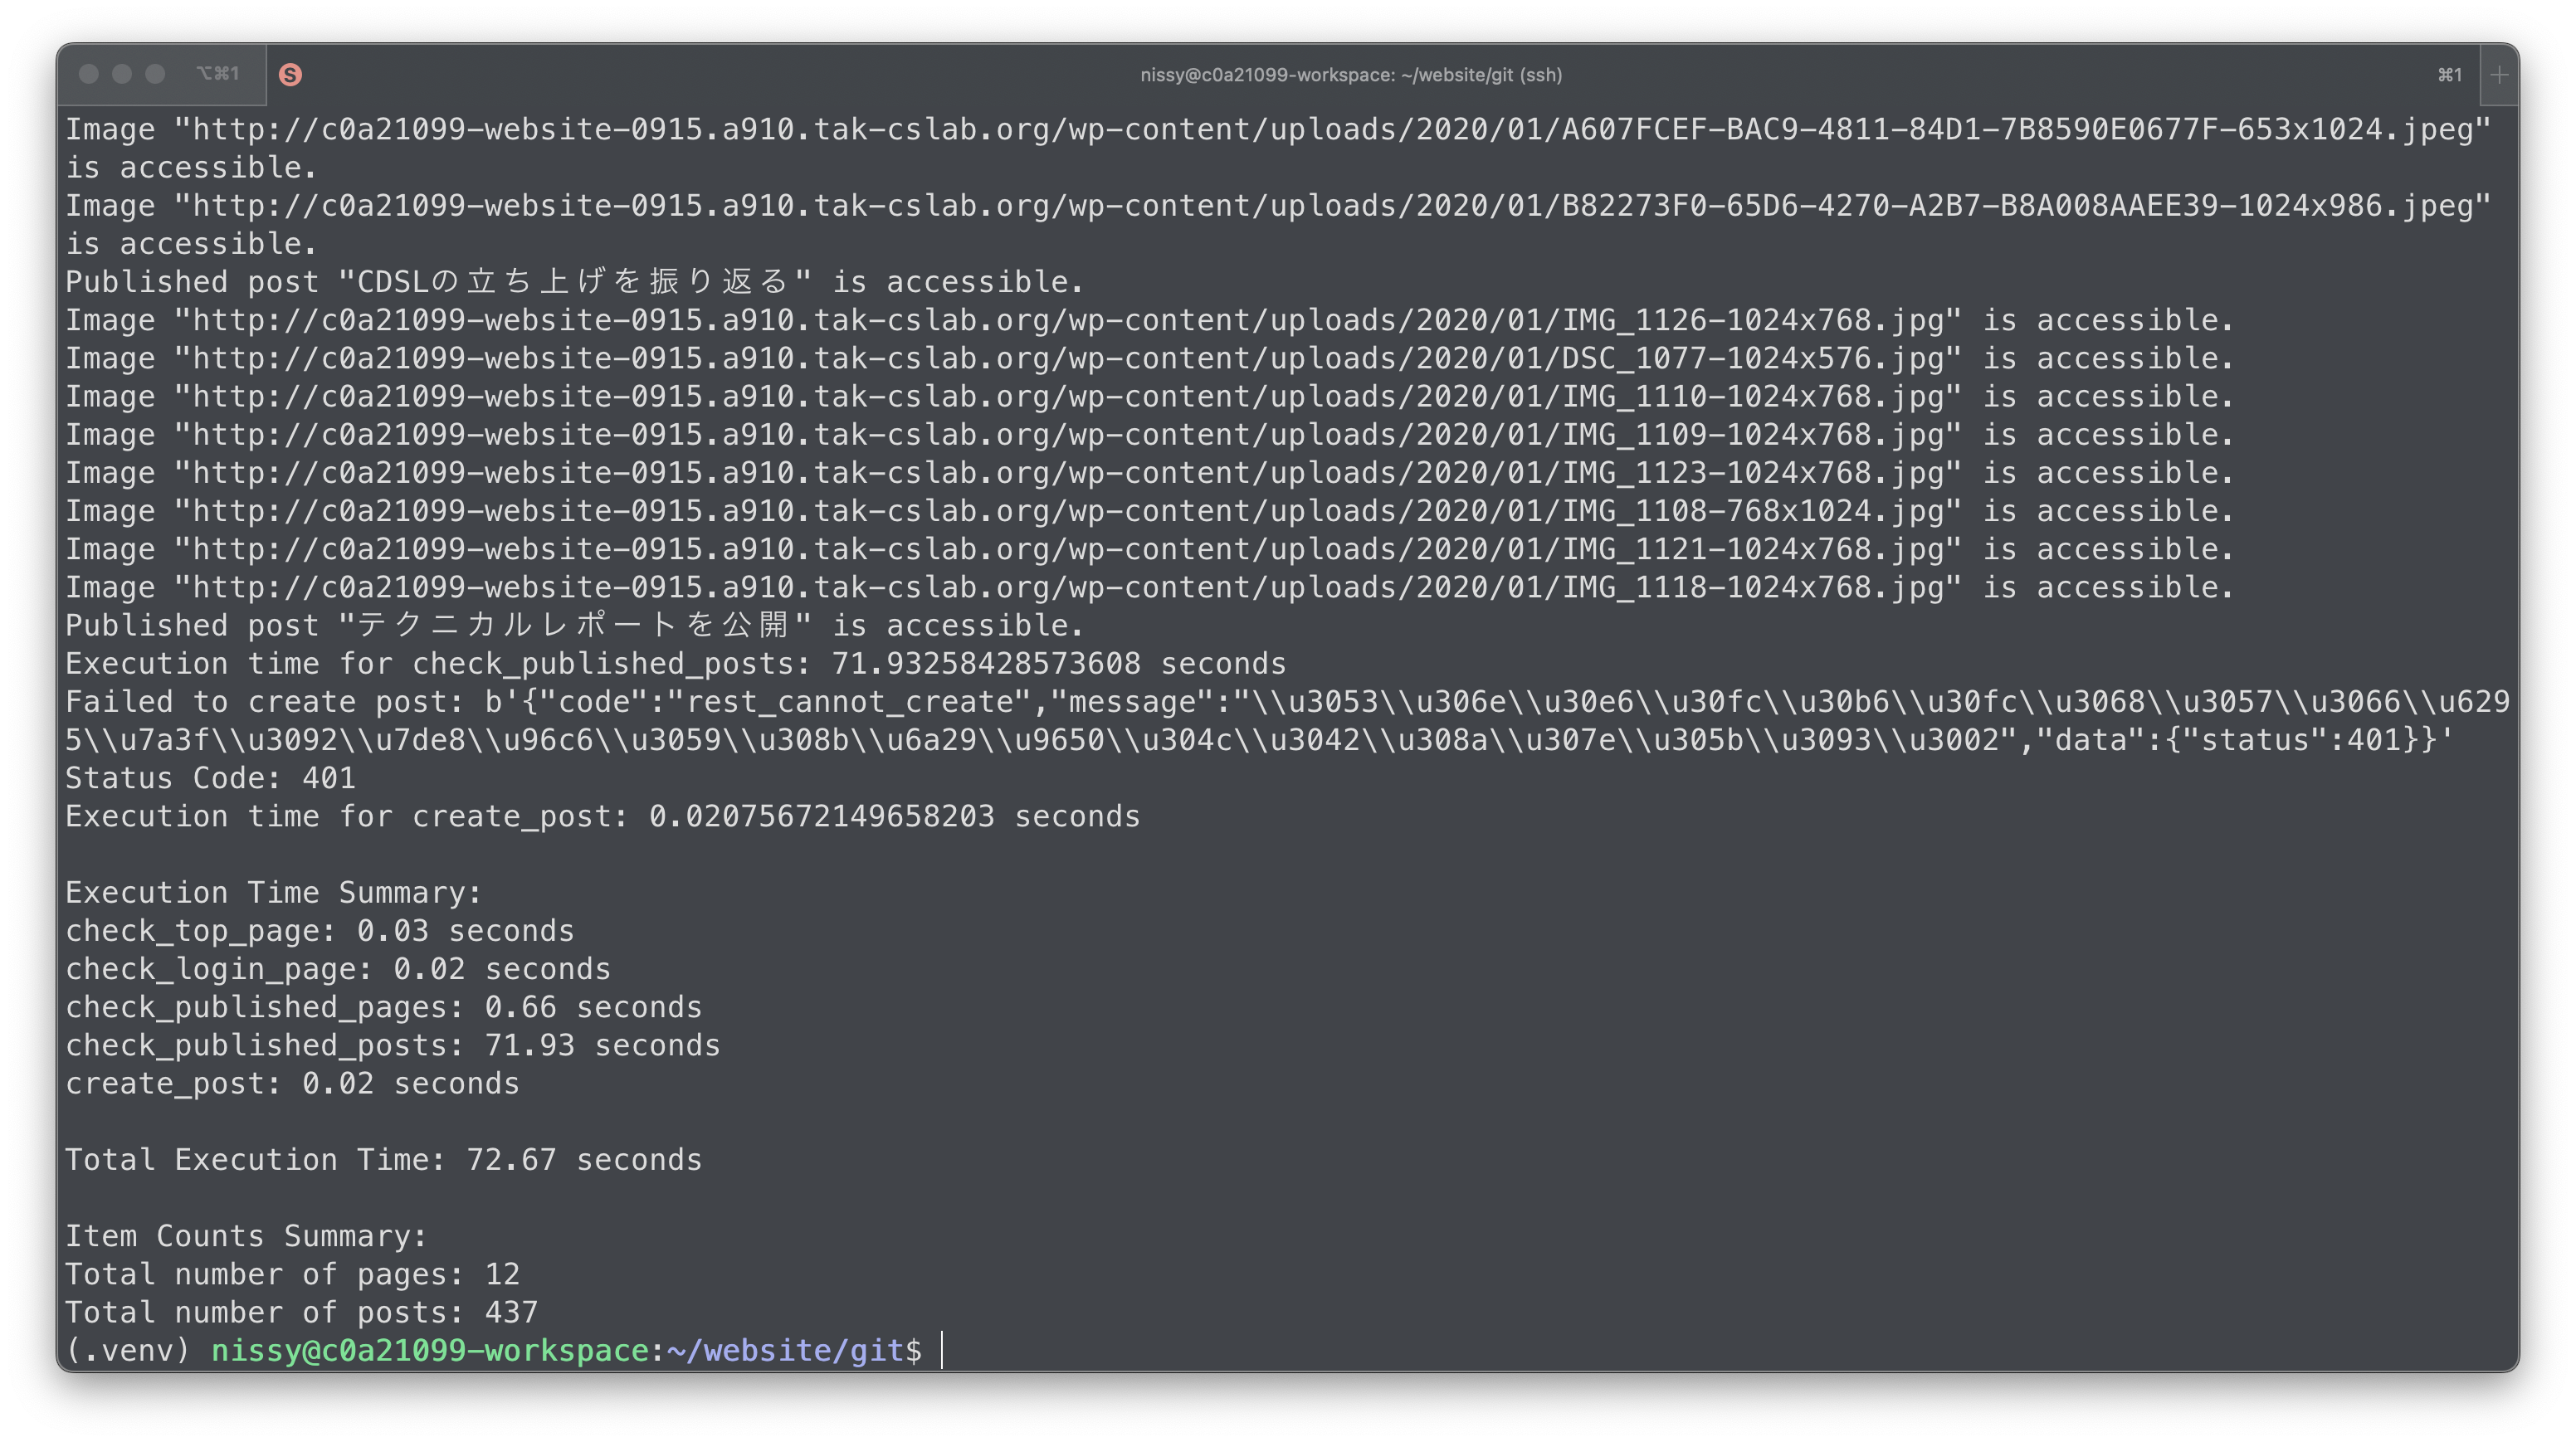 ⌥⌘1
S
nissy@c0a21099-workspace: ~/website/git (ssh)
⌘1
+
Image "http://c0a21099-website-0915.a910.tak-cslab.org/wp-content/uploads/2020/01/A607FCEF-BAC9-4811-84D1-7B8590E0677F-653x1024.jpeg"
is accessible.
Image "http://c0a21099-website-0915.a910.tak-cslab.org/wp-content/uploads/2020/01/B82273F0-65D6-4270-A2B7-B8A008AAEE39-1024x986.jpeg"
is accessible.
Published post "CDSLの立ち上げを振り返る" is accessible.
Image "http://c0a21099-website-0915.a910.tak-cslab.org/wp-content/uploads/2020/01/IMG_1126-1024x768.jpg" is accessible.
Image "http://c0a21099-website-0915.a910.tak-cslab.org/wp-content/uploads/2020/01/DSC_1077-1024x576.jpg" is accessible.
Image "http://c0a21099-website-0915.a910.tak-cslab.org/wp-content/uploads/2020/01/IMG_1110-1024x768.jpg" is accessible.
Image "http://c0a21099-website-0915.a910.tak-cslab.org/wp-content/uploads/2020/01/IMG_1109-1024x768.jpg" is accessible.
Image "http://c0a21099-website-0915.a910.tak-cslab.org/wp-content/uploads/2020/01/IMG_1123-1024x768.jpg" is accessible.
Image "http://c0a21099-website-0915.a910.tak-cslab.org/wp-content/uploads/2020/01/IMG_1108-768x1024.jpg" is accessible.
Image "http://c0a21099-website-0915.a910.tak-cslab.org/wp-content/uploads/2020/01/IMG_1121-1024x768.jpg" is accessible.
Image "http://c0a21099-website-0915.a910.tak-cslab.org/wp-content/uploads/2020/01/IMG_1118-1024x768.jpg" is accessible.
Published post "テクニカルレポートを公開" is accessible.
Execution time for check_published_posts: 71.93258428573608 seconds
Failed to create post: b'{"code":"rest_cannot_create","message":"\\u3053\\u306e\\u30e6\\u30fc\\u30b6\\u30fc\\u3068\\u3057\\u3066\\u629
5\\u7a3f\\u3092\\u7de8\\u96c6\\u3059\\u308b\\u6a29\\u9650\\u304c\\u3042\\u308a\\u307e\\u305b\\u3093\\u3002","data":{"status":401}}'
Status Code: 401
Execution time for create_post: 0.02075672149658203 seconds
Execution Time Summary:
check_top_page: 0.03 seconds
check_login_page: 0.02 seconds
check_published_pages: 0.66 seconds
check_published_posts: 71.93 seconds
create_post: 0.02 seconds
Total Execution Time: 72.67 seconds
Item Counts Summary:
Total number of pages: 12
Total number of posts: 437
(.venv) nissy@c0a21099-workspace:~/website/git$